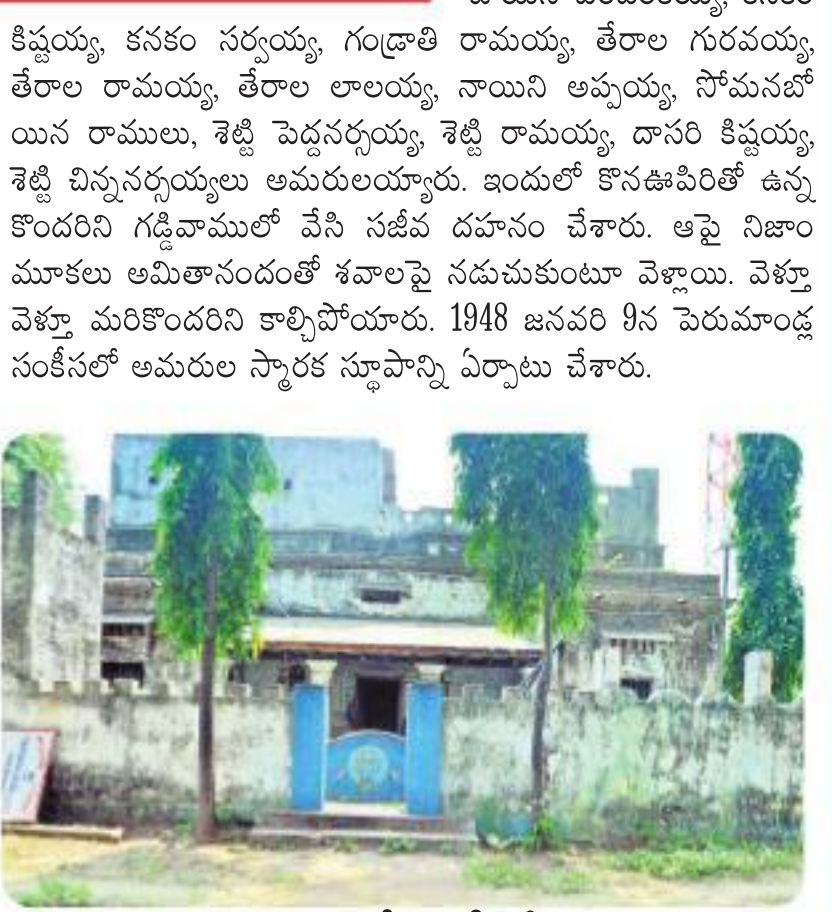 కిష్టయ్య, కనకం సర్వయ్య, గండ్రాతి రామయ్య, తేరాల గురవయ్య,
తేరాల రామయ్య, తేరాల లాలయ్య, నాయిని అప్పయ్య, సోమనబో
యిన రాములు, శెట్టి పెద్దనర్సయ్య, శెట్టి రామయ్య, దాసరి కిష్టయ్య,
శెట్టి చిన్ననర్సయ్యలు అమరులయ్యారు. ఇందులో కొనఊపిరితో ఉన్న
కొందరిని గడ్డివాములో వేసి సజీవ దహనం చేశారు. ఆపై నిజాం
మూకలు అమితానందంతో శవాలపై నడుచుకుంటూ వెళ్లాయి. వెళ్తూ
వెళ్తూ మరికొందరిని కాల్చిపోయారు. 1948 జనవరి 9న పెరుమాండ్ల
సంకీసలో అమరుల స్మారక స్థూపాన్ని ఏర్పాటు చేశారు.